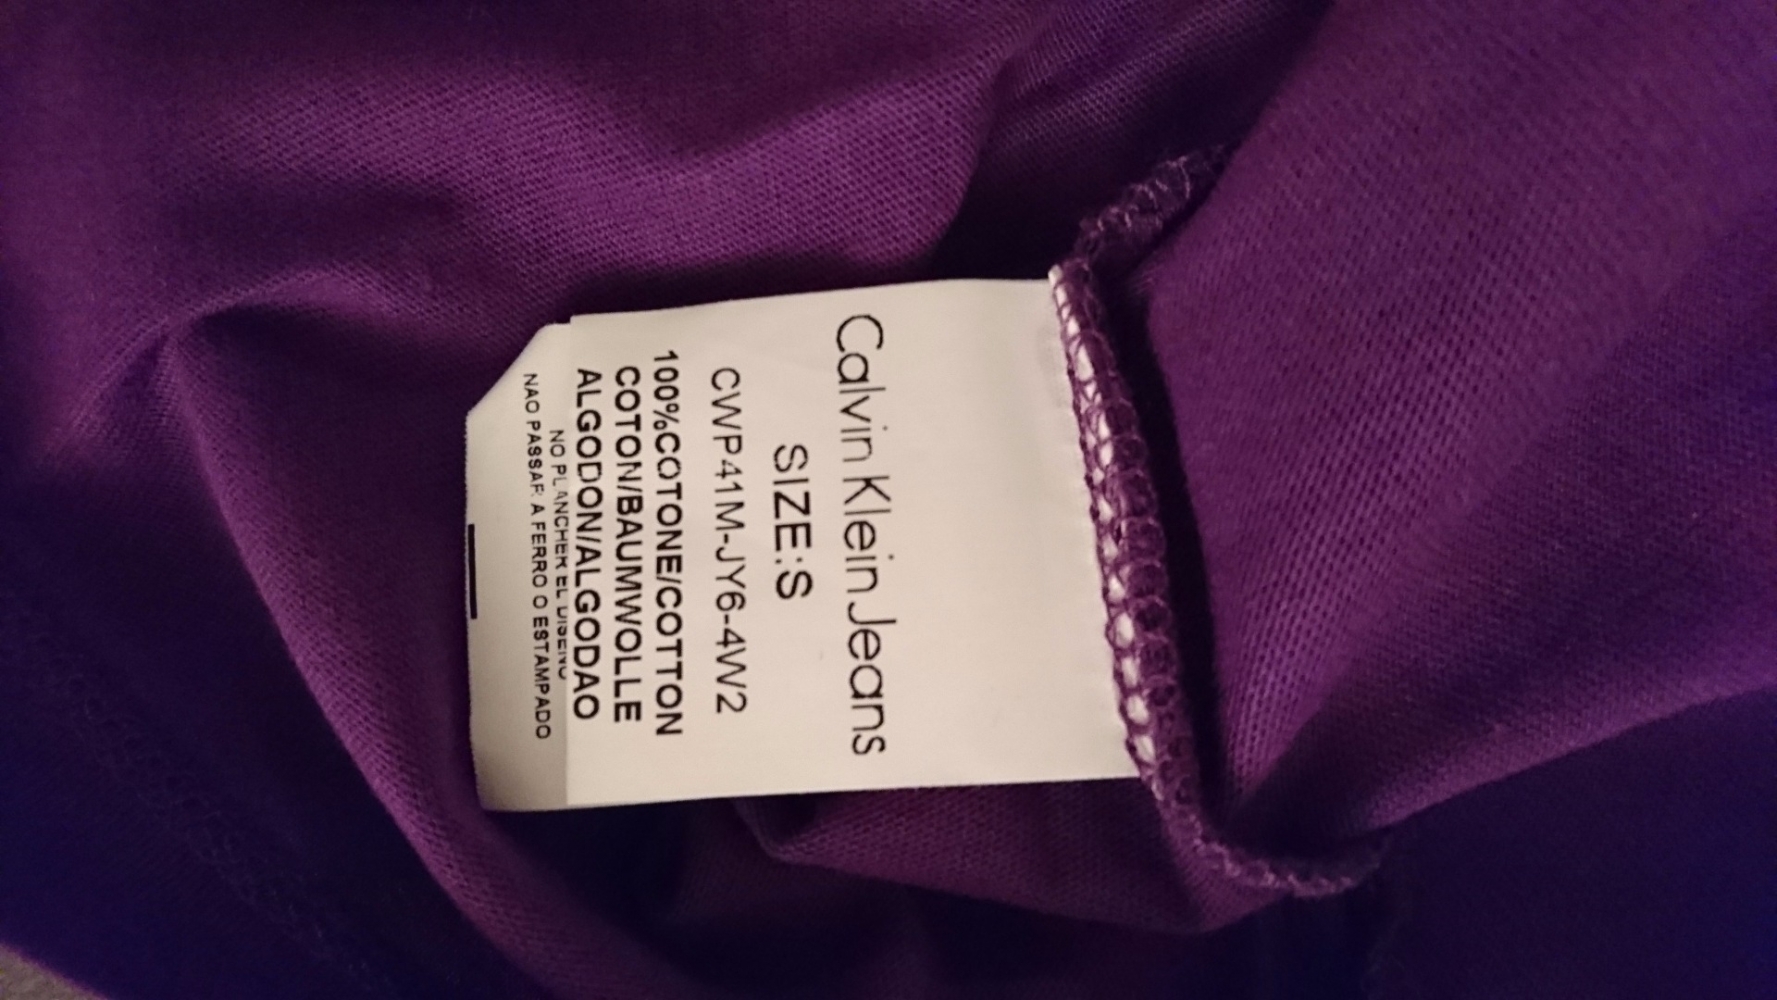 Calvin Klein Jeans
SIZE:S
CWP41M-JY6-4W2
100%COTONE/COTTON
COTON/BAUMWOLLE
ALGODON/ALGODAO
NO PLANCHER EL DISENO
NAO PASSAR A FERRO O ESTAMPADO